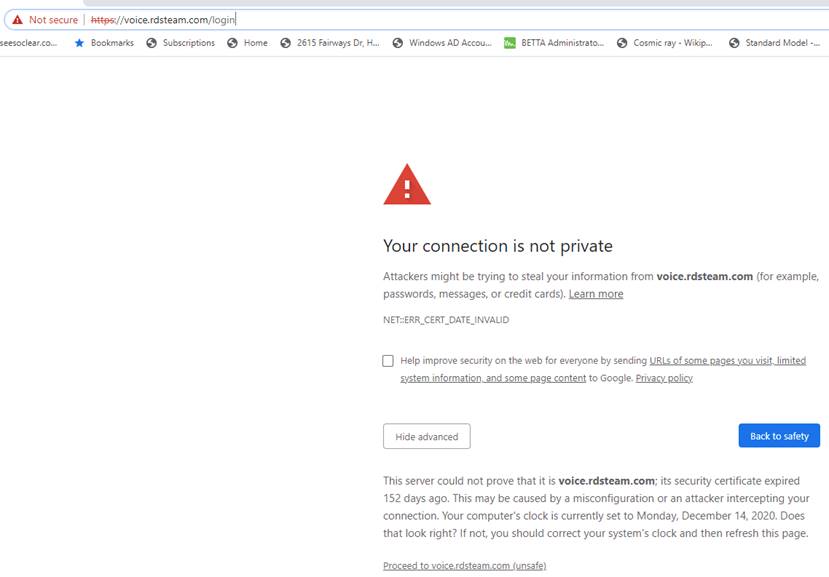 Not secure | https://voice.rdsteam.com/login
seesoclear.co... Bookmarks Subscriptions Home 2615 Fairways Dr, H... Windows AD Accou... BETTA Administrato... Cosmic ray - Wikip... Standard Model -...
Your connection is not private
Attackers might be trying to steal your information from voice.rdsteam.com (for example,
passwords, messages, or credit cards). Learn more
NET::ERR_CERT_DATE_INVALID
Help improve security on the web for everyone by sending URLs of some pages you visit, limited
system information, and some page content to Google. Privacy policy
Hide advanced
Back to safety
This server could not prove that it is voice.rdsteam.com; its security certificate expired
152 days ago. This may be caused by a misconfiguration or an attacker intercepting your
connection. Your computer's clock is currently set to Monday, December 14, 2020. Does
that look right? If not, you should correct your system's clock and then refresh this page.
Proceed to voice.rdsteam.com (unsafe)